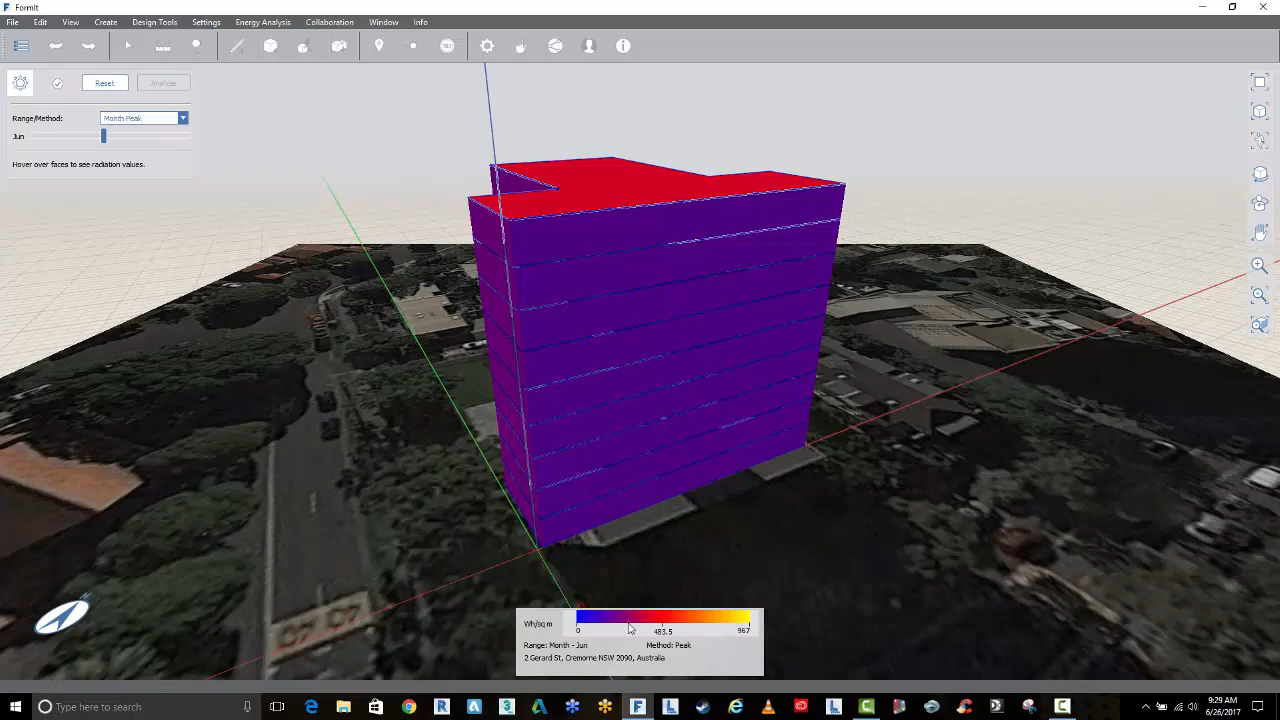 FormIt
File Edit View Create Design Tools Settings Energy Analysis Collaboration Window Info
Reset Analyze
Range/Method: Month Peak
Jun
Hover over faces to see radiation values.
Wh/sq m
0 483.5 967
Range: Month - Jun Method: Peak
2 Gerard St, Cremorne NSW 2090, Australia
Type here to search
9:29 AM
6/26/2017